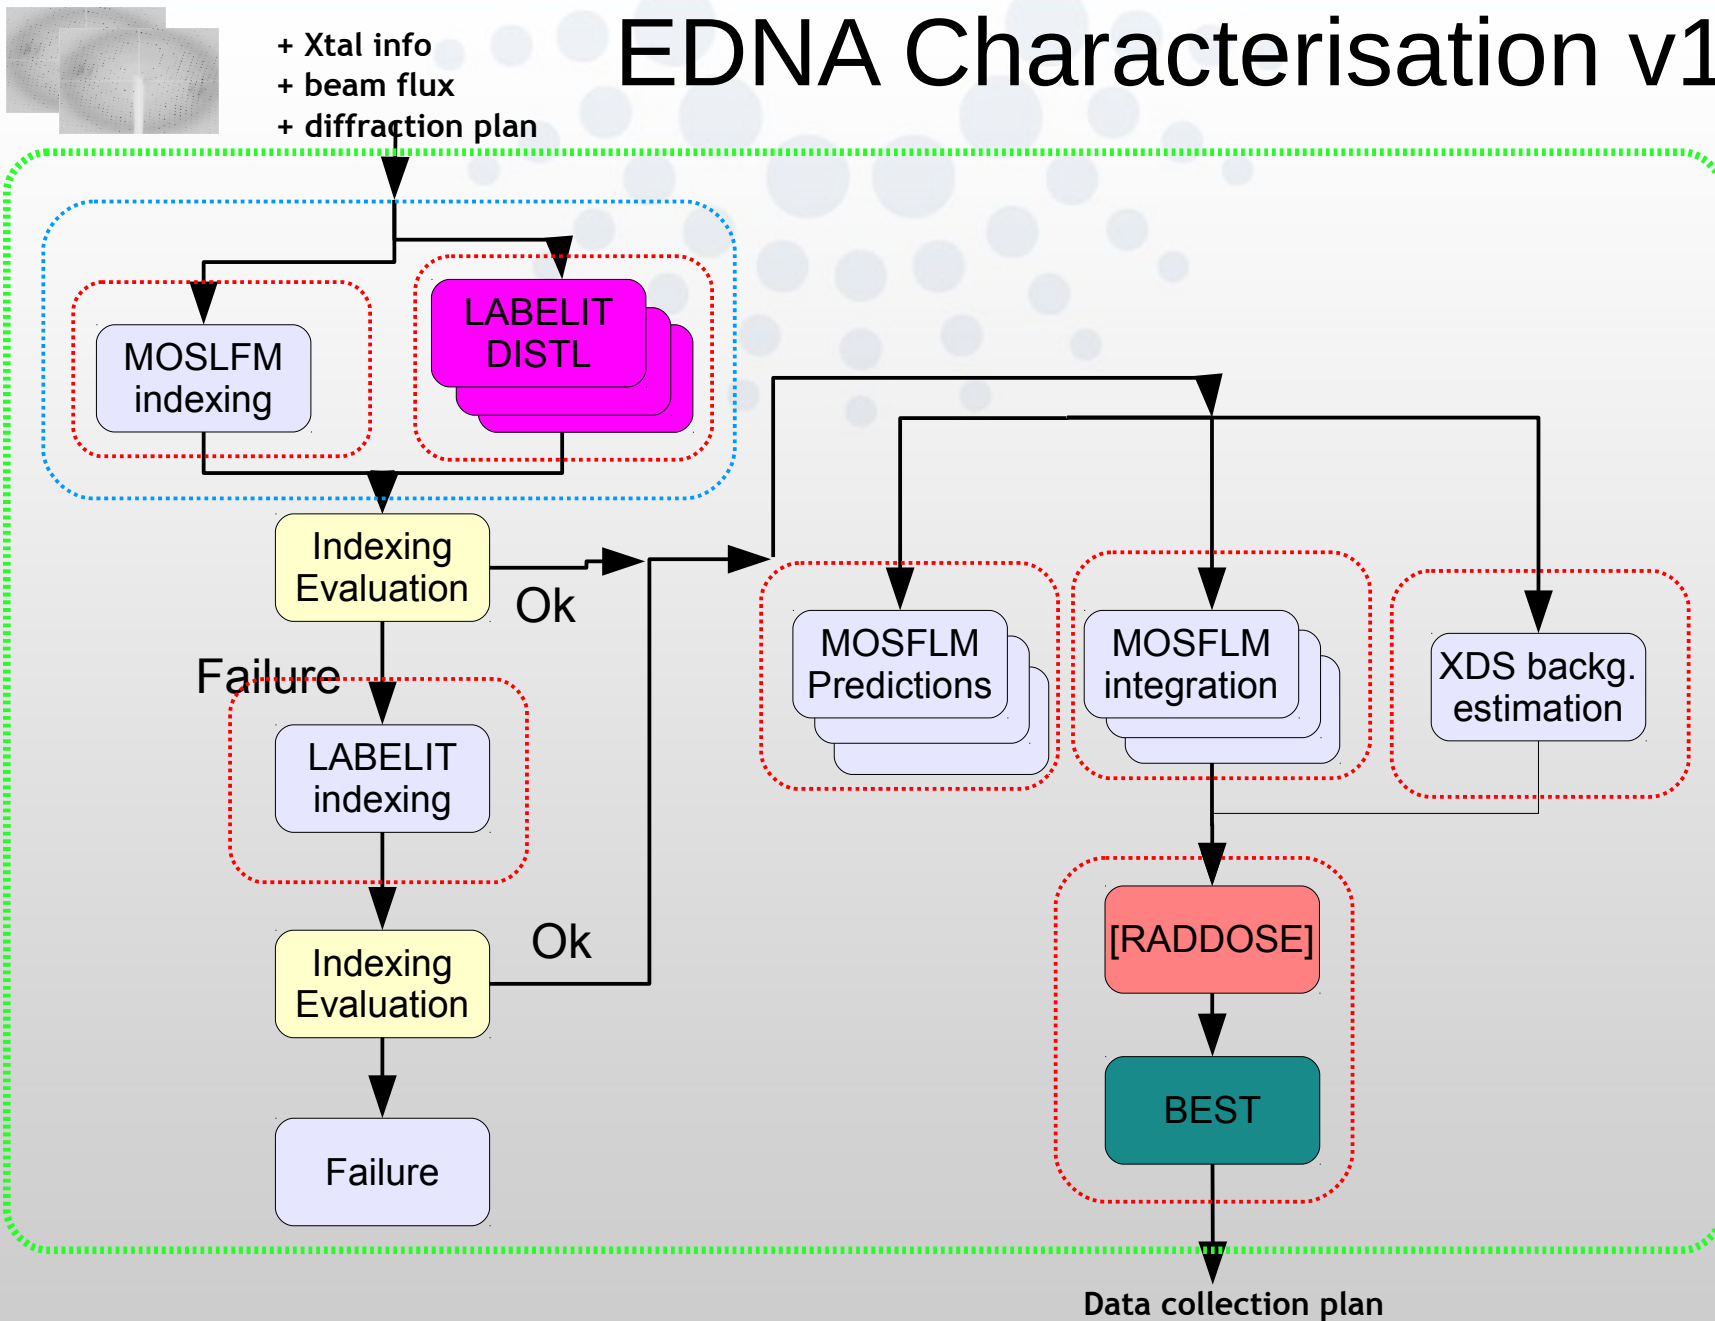 EDNA Characterisation v1
+ Xtal info
+ beam flux
+ diffraction plan
LABELIT
DISTL
MOSLFM
indexing
Indexing
Evaluation
Ok
Failure
LABELIT
indexing
Indexing
Evaluation
Ok
Failure
MOSFLM
Predictions
MOSFLM
integration
XDS backg.
estimation
[RADDOSE]
BEST
Data collection plan